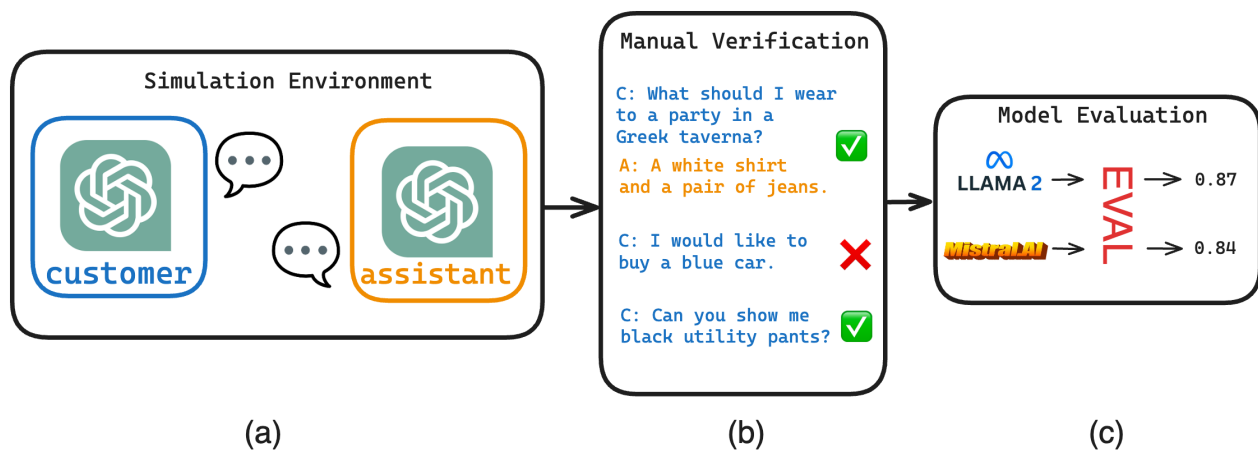 Simulation Environment
customer
assistant
(a)
Manual Verification
C: What should I wear
to a party in a
Greek taverna?
A: A white shirt
and a pair of jeans.
C: I would like to
buy a blue car.
C: Can you show me
black utility pants?
(b)
Model Evaluation
LLAMA 2
0.87
EVAL
Mistral.AI
0.84
(c)